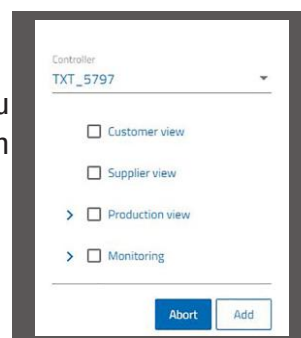 Controller
TXT_5797
u
n
Customer view
Supplier view
Production view
Monitoring
Abort
Add